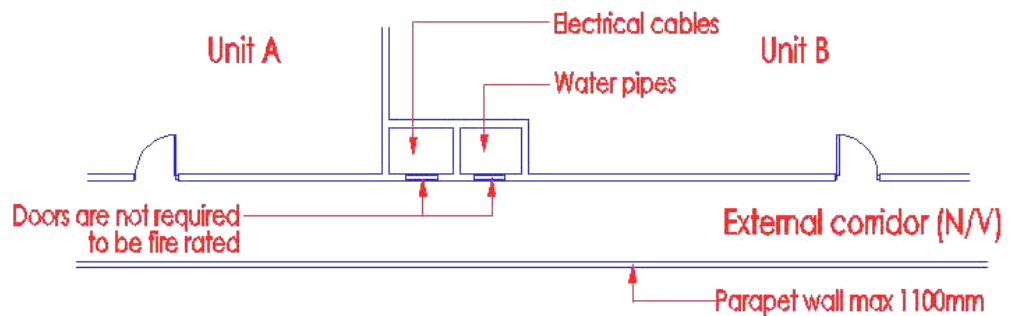 Electrical cables
Unit A
Unit B
Water pipes
Doors are not required
to be fire rated
External corridor (N/V)
Parapet wall max 1100mm